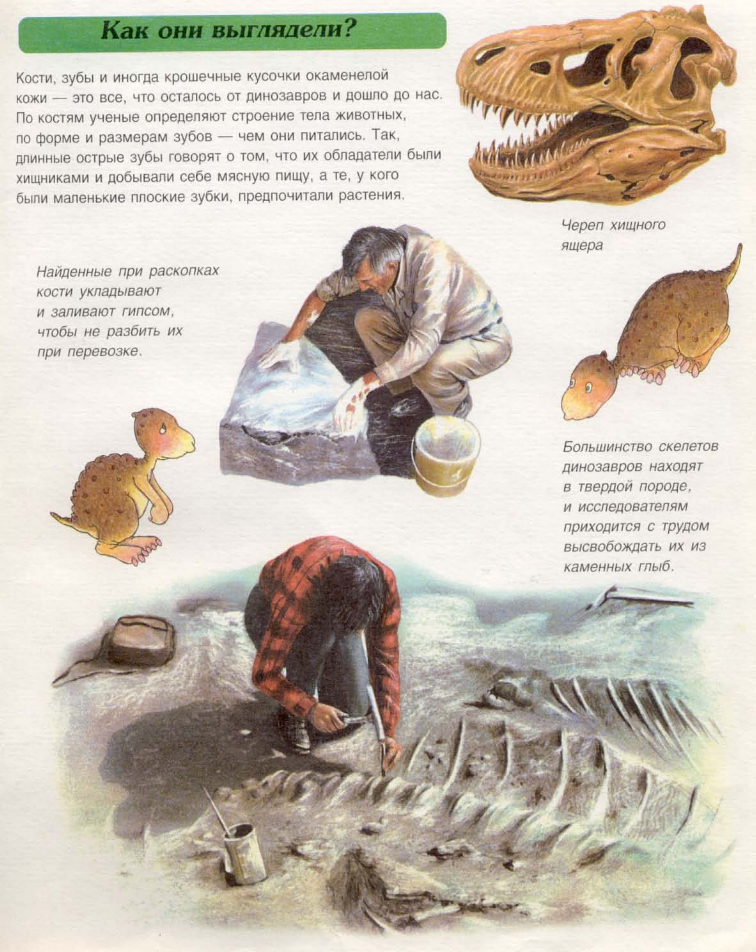 Как они выглядели?
Кости, зубы и иногда крошечные кусочки окаменелой
кожи — это все, что осталось от динозавров и дошло до нас.
По костям ученые определяют строение тела животных,
по форме и размерам зубов — чем они питались. Так,
длинные острые зубы говорят о том, что их обладатели были
хищниками и добывали себе мясную пищу, а те, у кого
были маленькие плоские зубки, предпочитали растения.
Череп хищного
ящера
Найденные при раскопках
кости укладывают
и заливают гипсом,
чтобы не разбить их
при перевозке.
Большинство скелетов
динозавров находят
в твердой породе,
и исследователям
приходится с трудом
высвобождать их из
каменных глыб.